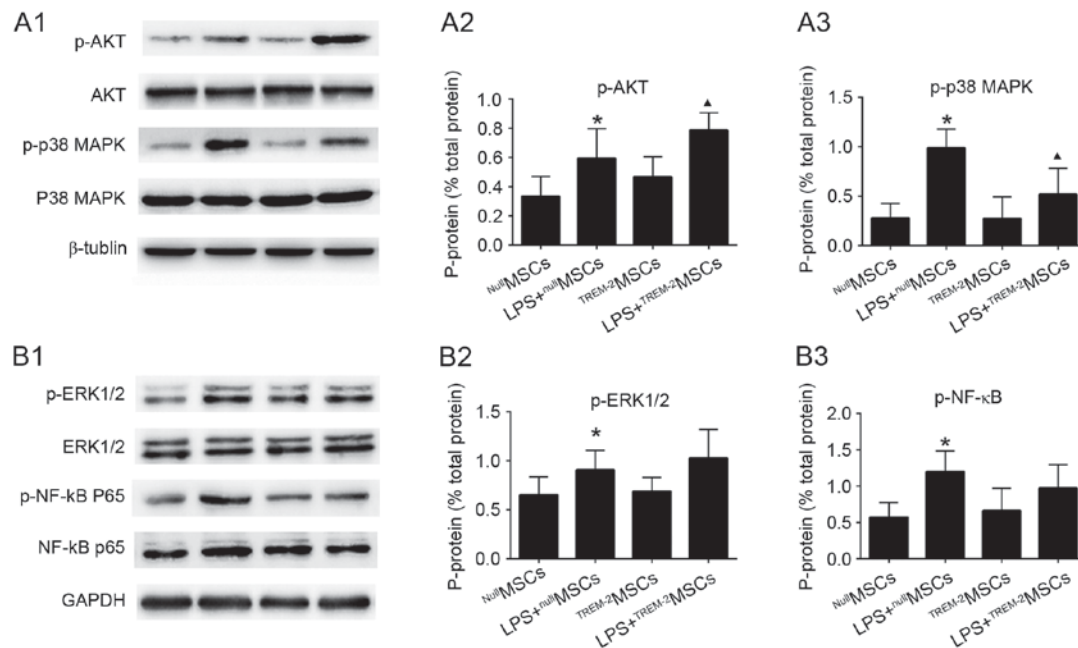 A1
p-AKT
AKT
p-p38 MAPK
P38 MAPK
β-tublin
A2
p-AKT
P-protein (% total protein)
1.0
0.8
0.6
0.4
0.2
0.0
*
▲
NullMSCs
LPS+nullMSCs
TREM-2MSCs
LPS+TREM-2MSCs
A3
p-p38 MAPK
P-protein (% total protein)
1.5
1.0
0.5
0.0
*
▲
NullMSCs
LPS+nullMSCs
TREM-2MSCs
LPS+TREM-2MSCs
B1
p-ERK1/2
ERK1/2
p-NF-kB P65
NF-kB p65
GAPDH
B2
p-ERK1/2
P-protein (% total protein)
1.5
1.0
0.5
0.0
*
NullMSCs
LPS+nullMSCs
TREM-2MSCs
LPS+TREM-2MSCs
B3
p-NF-κB
P-protein (% total protein)
2.0
1.5
1.0
0.5
0.0
*
NullMSCs
LPS+nullMSCs
TREM-2MSCs
LPS+TREM-2MSCs